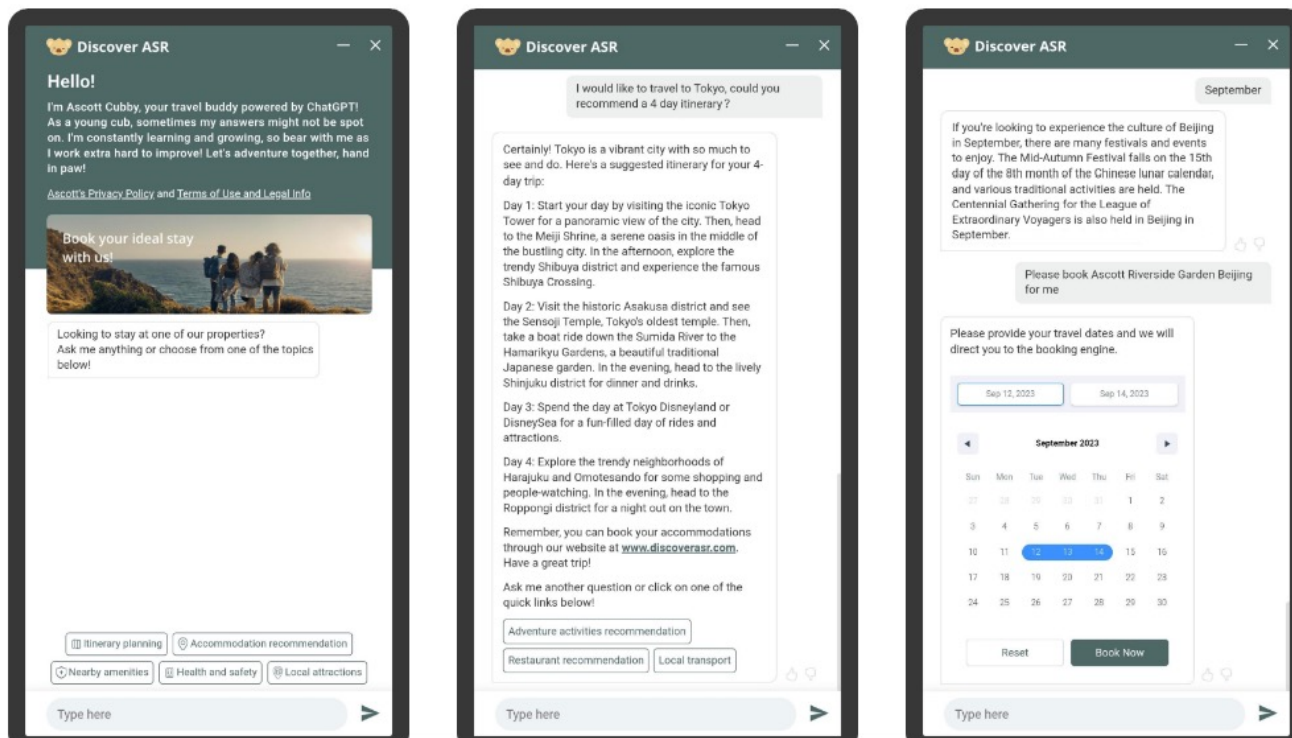 Discover ASR
Hello!
I'm Ascott Cubby, your travel buddy powered by ChatGPT!
As a young cub, sometimes my answers might not be spot
on. I'm constantly learning and growing, so bear with me as
I work extra hard to improve! Let's adventure together, hand
in paw!
Ascott's Privacy Policy and Terms of Use and Legal Info
Book your ideal stay
with us!
Looking to stay at one of our properties?
Ask me anything or choose from one of the topics
below!
Itinerary planning
Accommodation recommendation
Nearby amenities
Health and safety
Local attractions
Type here
Discover ASR
I would like to travel to Tokyo, could you
recommend a 4 day itinerary?
Certainly! Tokyo is a vibrant city with so much to
see and do. Here's a suggested itinerary for your 4-
day trip:
Day 1: Start your day by visiting the iconic Tokyo
Tower for a panoramic view of the city. Then, head
to the Meiji Shrine, a serene oasis in the middle of
the bustling city. In the afternoon, explore the
trendy Shibuya district and experience the famous
Shibuya Crossing.
Day 2: Visit the historic Asakusa district and see
the Sensoji Temple, Tokyo's oldest temple. Then,
take a boat ride down the Sumida River to the
Hamarikyu Gardens, a beautiful traditional
Japanese garden. In the evening, head to the lively
Shinjuku district for dinner and drinks.
Day 3: Spend the day at Tokyo Disneyland or
DisneySea for a fun-filled day of rides and
attractions.
Day 4: Explore the trendy neighborhoods of
Harajuku and Omotesando for some shopping and
people-watching. In the evening, head to the
Roppongi district for a night out on the town.
Remember, you can book your accommodations
through our website at www.discoverasr.com.
Have a great trip!
Ask me another question or click on one of the
quick links below!
Adventure activities recommendation
Restaurant recommendation
Local transport
Type here
Discover ASR
September
If you're looking to experience the culture of Beijing
in September, there are many festivals and events
to enjoy. The Mid-Autumn Festival falls on the 15th
day of the 8th month of the Chinese lunar calendar,
and various traditional activities are held. The
Centennial Gathering for the League of
Extraordinary Voyagers is also held in Beijing in
September.
Please book Ascott Riverside Garden Beijing
for me
Please provide your travel dates and we will
direct you to the booking engine.
Sep 12, 2023 Sep 14, 2023
September 2023
Sun Mon Tue Wed Thu Fri Sat
27 28 29 30 31 1 2
3 4 5 6 7 8 9
10 11 12 13 14 15 16
17 18 19 20 21 22 23
24 25 26 27 28 29 30
Reset Book Now
Type here